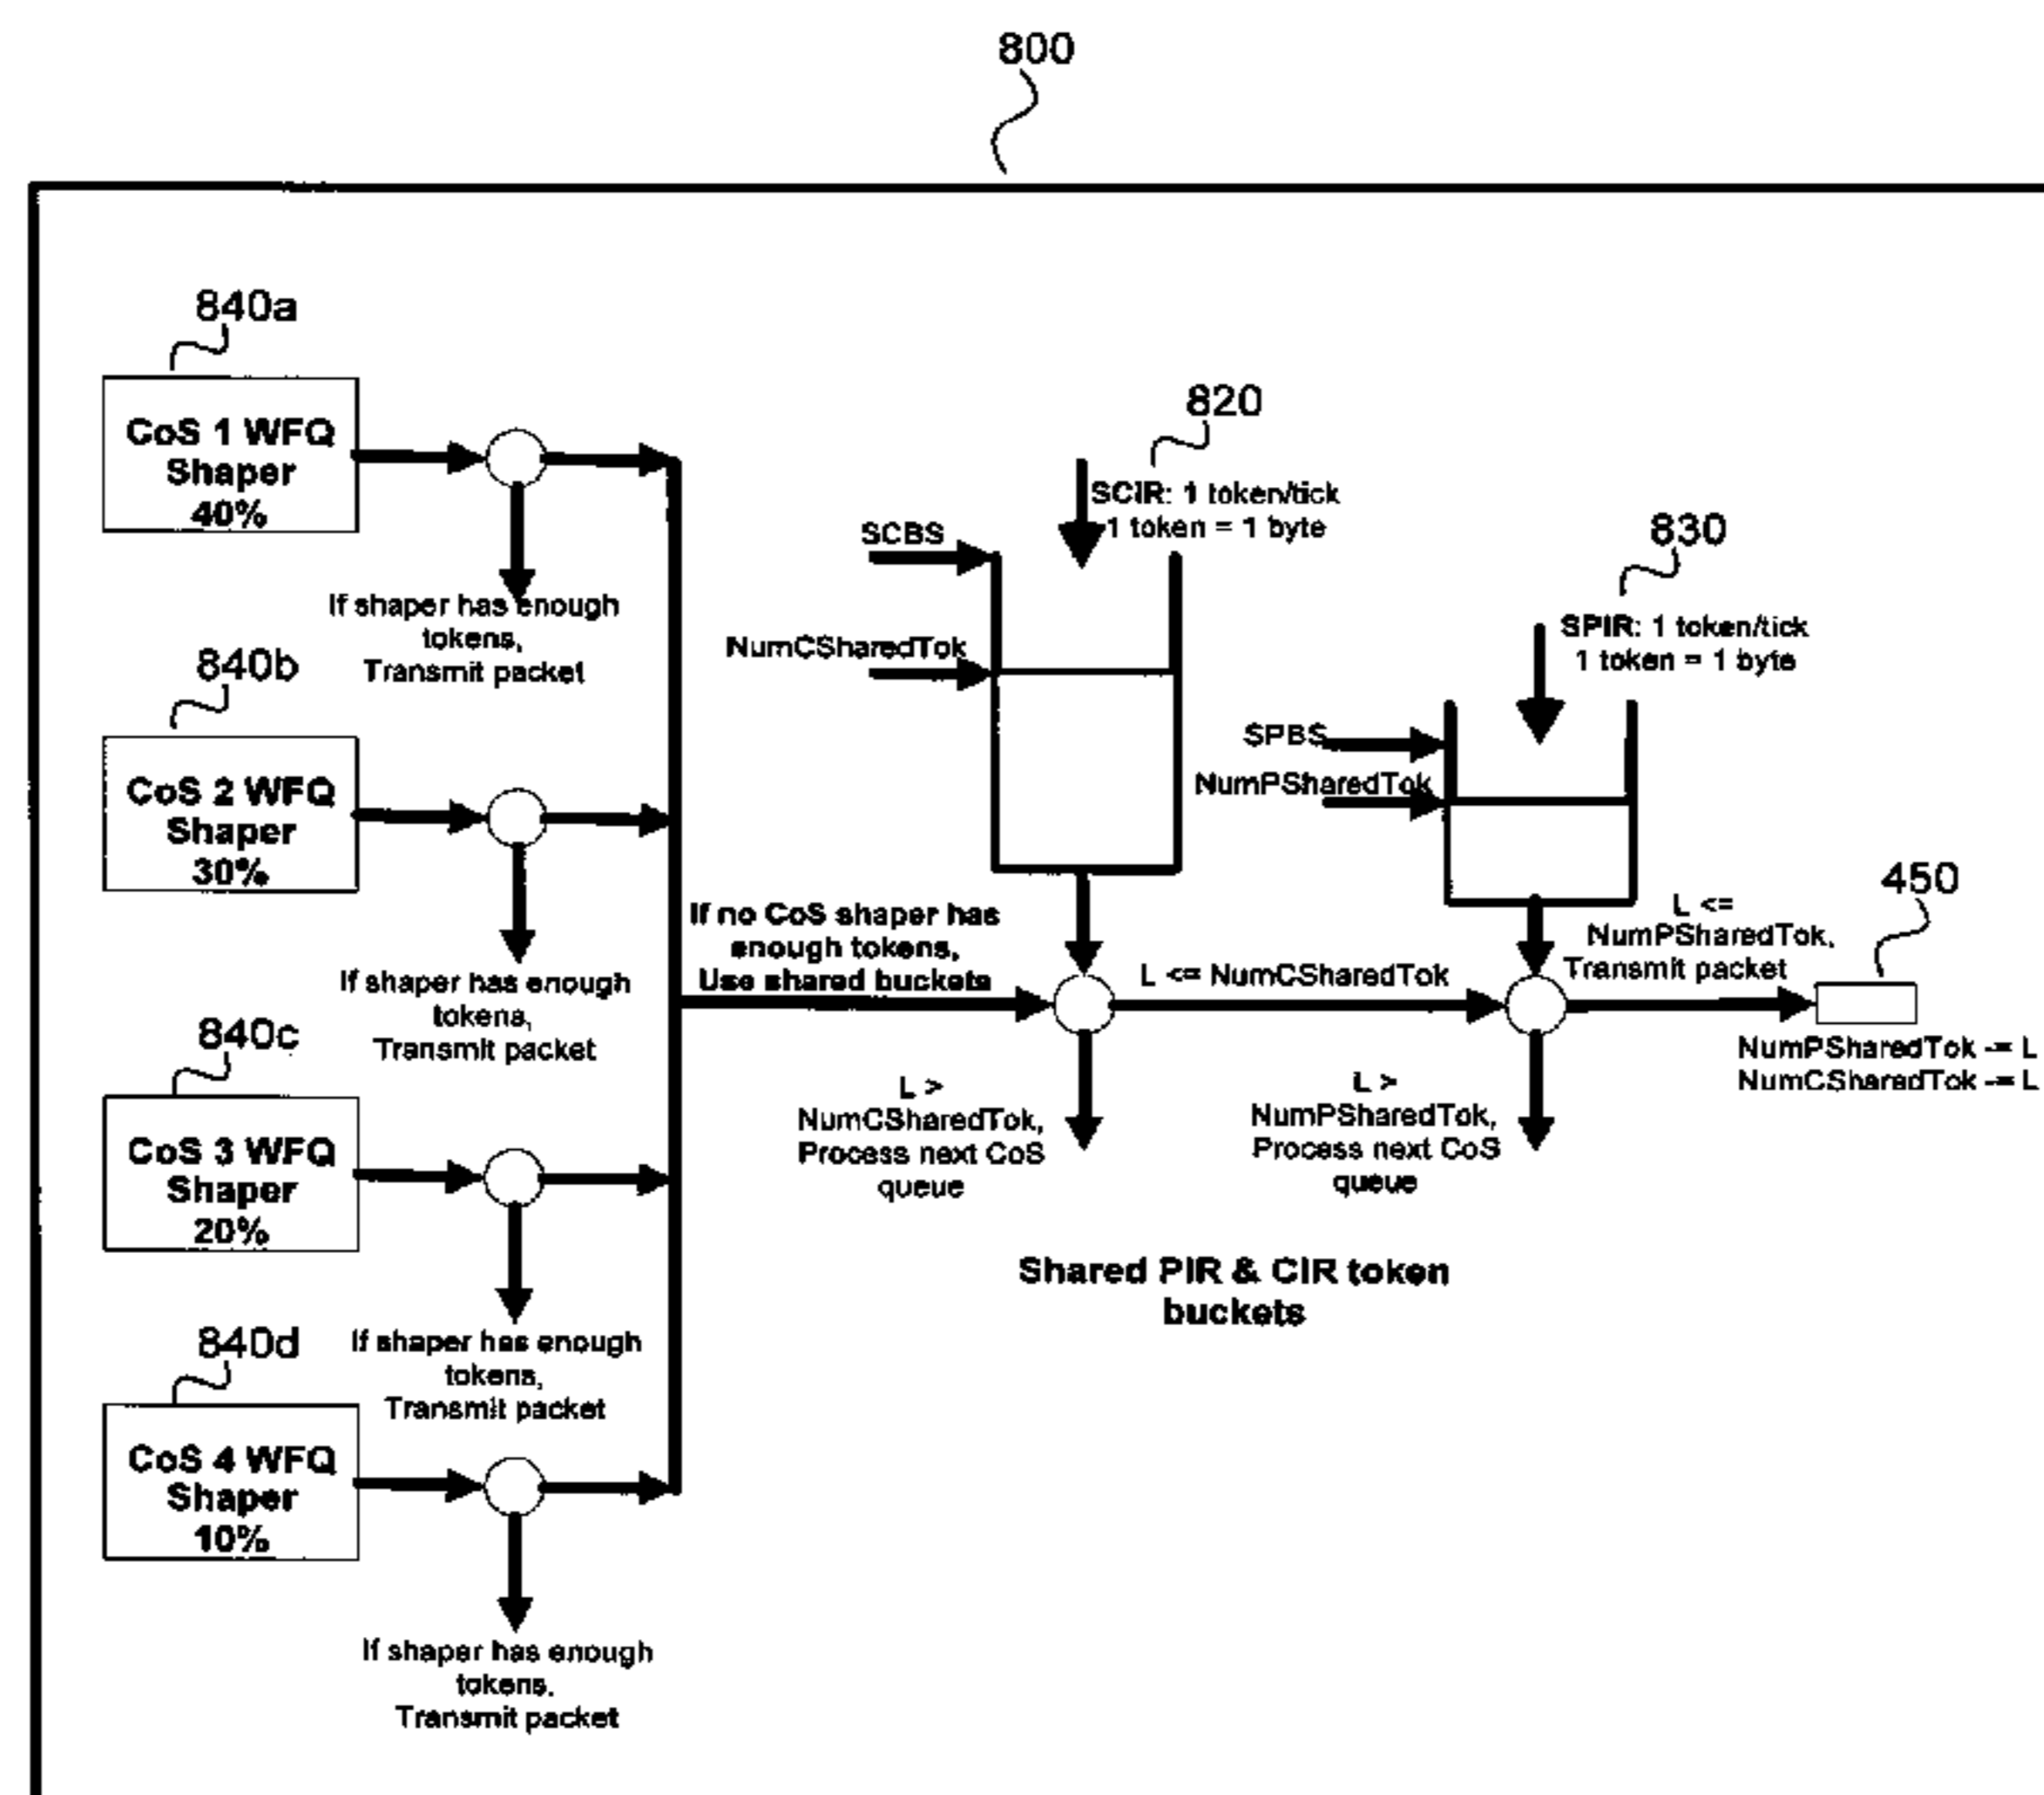 800
840a
CoS 1 WFQ
Shaper
40%
If shaper has enough
tokens,
Transmit packet
840b
CoS 2 WFQ
Shaper
30%
If shaper has enough
tokens,
Transmit packet
840c
CoS 3 WFQ
Shaper
20%
If shaper has enough
tokens,
Transmit packet
840d
CoS 4 WFQ
Shaper
10%
If shaper has enough
tokens.
Transmit packet
If no CoS shaper has
enough tokens,
Use shared buckets
820
SCIR: 1 token/tick
1 token = 1 byte
SCBS
NumCSharedTok
L <= NumCSharedTok
L >
NumCSharedTok,
Process next CoS
queue
830
SPIR: 1 token/tick
1 token = 1 byte
SPBS
NumPSharedTok
L <=
NumPSharedTok,
Transmit packet
L >
NumPSharedTok,
Process next CoS
queue
450
NumPSharedTok -= L
NumCSharedTok -= L
Shared PIR & CIR token
buckets